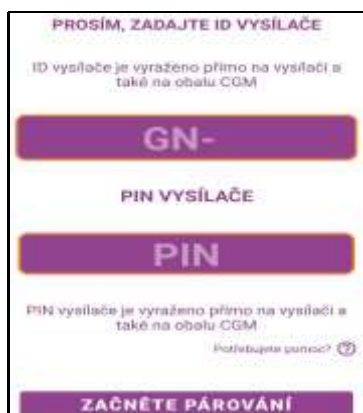 PROSÍM, ZADAJTE ID VYSÍLAČE
ID vysílače je vyraženo přímo na vysílači a
také na obalu CGM
GN-
PIN VYSÍLAČE
PIN
PIN vysílače je vyraženo přímo na vysílači a
také na obalu CGM
Potřebujete pomoc? ?
ZAČNĚTE PÁROVÁNÍ